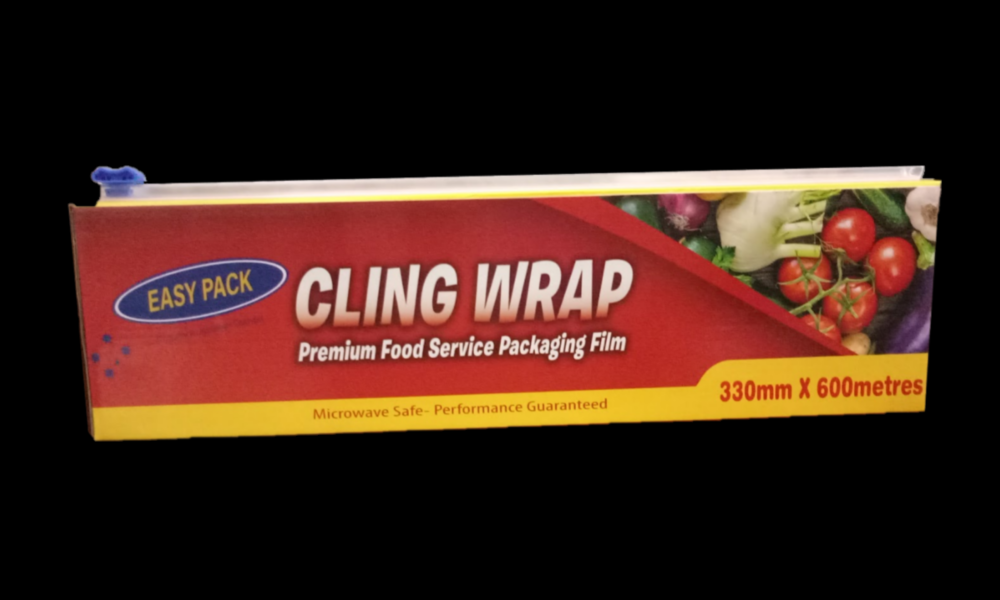 EASY PACK
CLING WRAP
Premium Food Service Packaging Film
Microwave Safe- Performance Guaranteed
330mm X 600metres